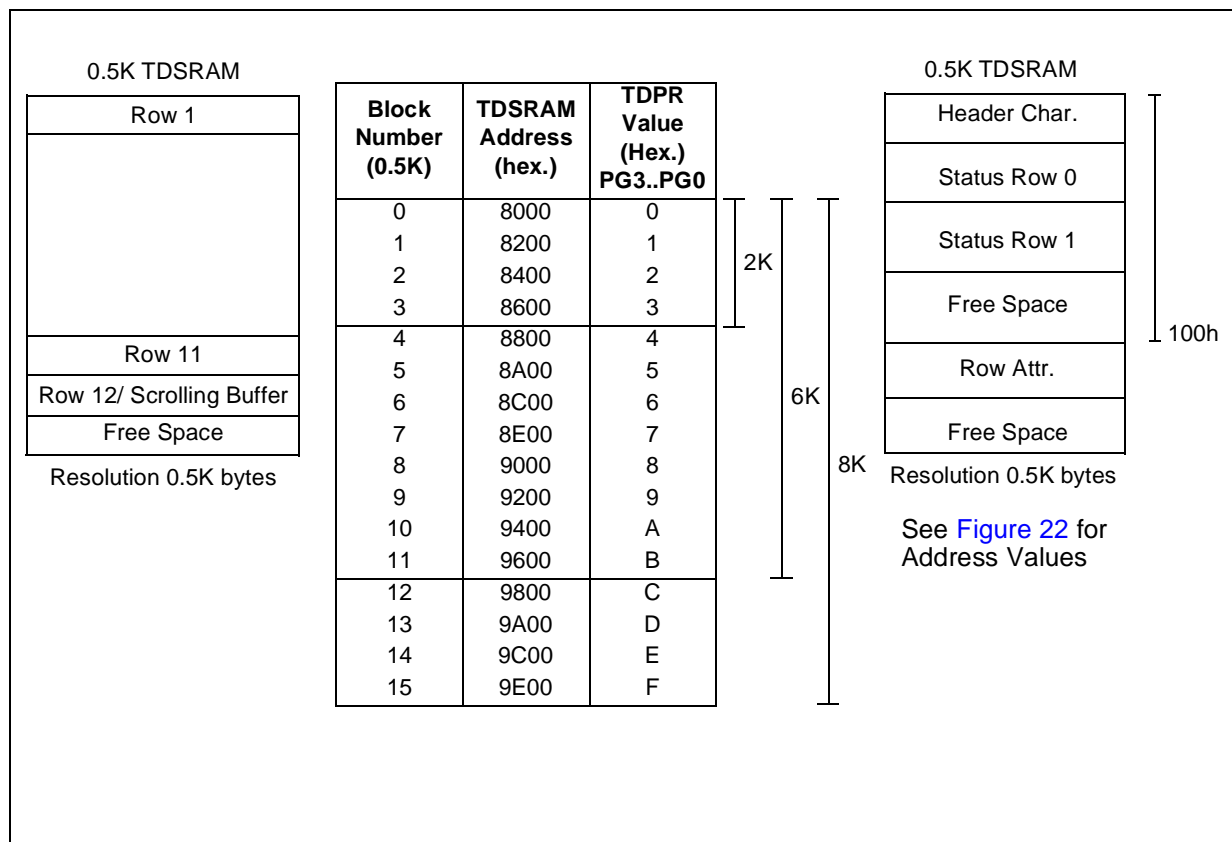 0.5K TDSRAM
Row 1
Row 11
Row 12/ Scrolling Buffer
Free Space
Resolution 0.5K bytes
Block Number (0.5K) TDSRAM Address (hex.) TDPR Value (Hex.) PG3..PG0
0 8000 0
1 8200 1
2 8400 2
3 8600 3
4 8800 4
5 8A00 5
6 8C00 6
7 8E00 7
8 9000 8
9 9200 9
10 9400 A
11 9600 B
12 9800 C
13 9A00 D
14 9C00 E
15 9E00 F
2K
6K
8K
0.5K TDSRAM
Header Char.
Status Row 0
Status Row 1
Free Space
Row Attr.
Free Space
100h
Resolution 0.5K bytes
See Figure 22 for
Address Values